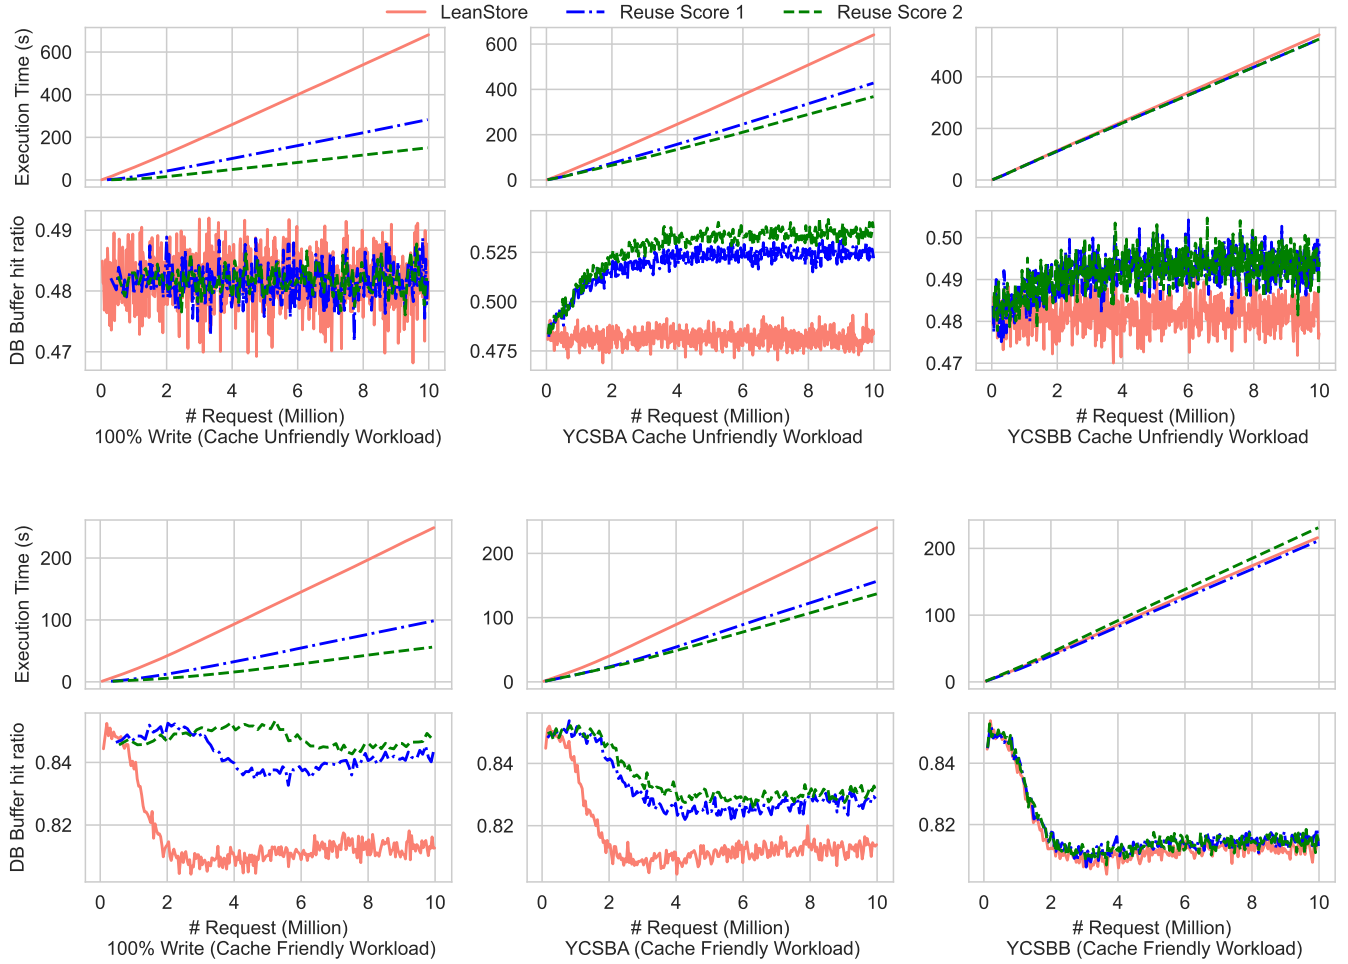 LeanStore Reuse Score 1 Reuse Score 2
Execution Time (s)
600
400
200
0
600
400
200
0
400
200
0
DB Buffer hit ratio
0.49
0.48
0.47
0 2 4 6 8 10
# Request (Million)
100% Write (Cache Unfriendly Workload)
0.525
0.500
0.475
0 2 4 6 8 10
# Request (Million)
YCSBA Cache Unfriendly Workload
0.50
0.49
0.48
0.47
0 2 4 6 8 10
# Request (Million)
YCSBB Cache Unfriendly Workload
Execution Time (s)
200
100
0
200
100
0
200
100
0
DB Buffer hit ratio
0.84
0.82
0 2 4 6 8 10
# Request (Million)
100% Write (Cache Friendly Workload)
0.84
0.82
0 2 4 6 8 10
# Request (Million)
YCSBA (Cache Friendly Workload)
0.84
0.82
0 2 4 6 8 10
# Request (Million)
YCSBB (Cache Friendly Workload)